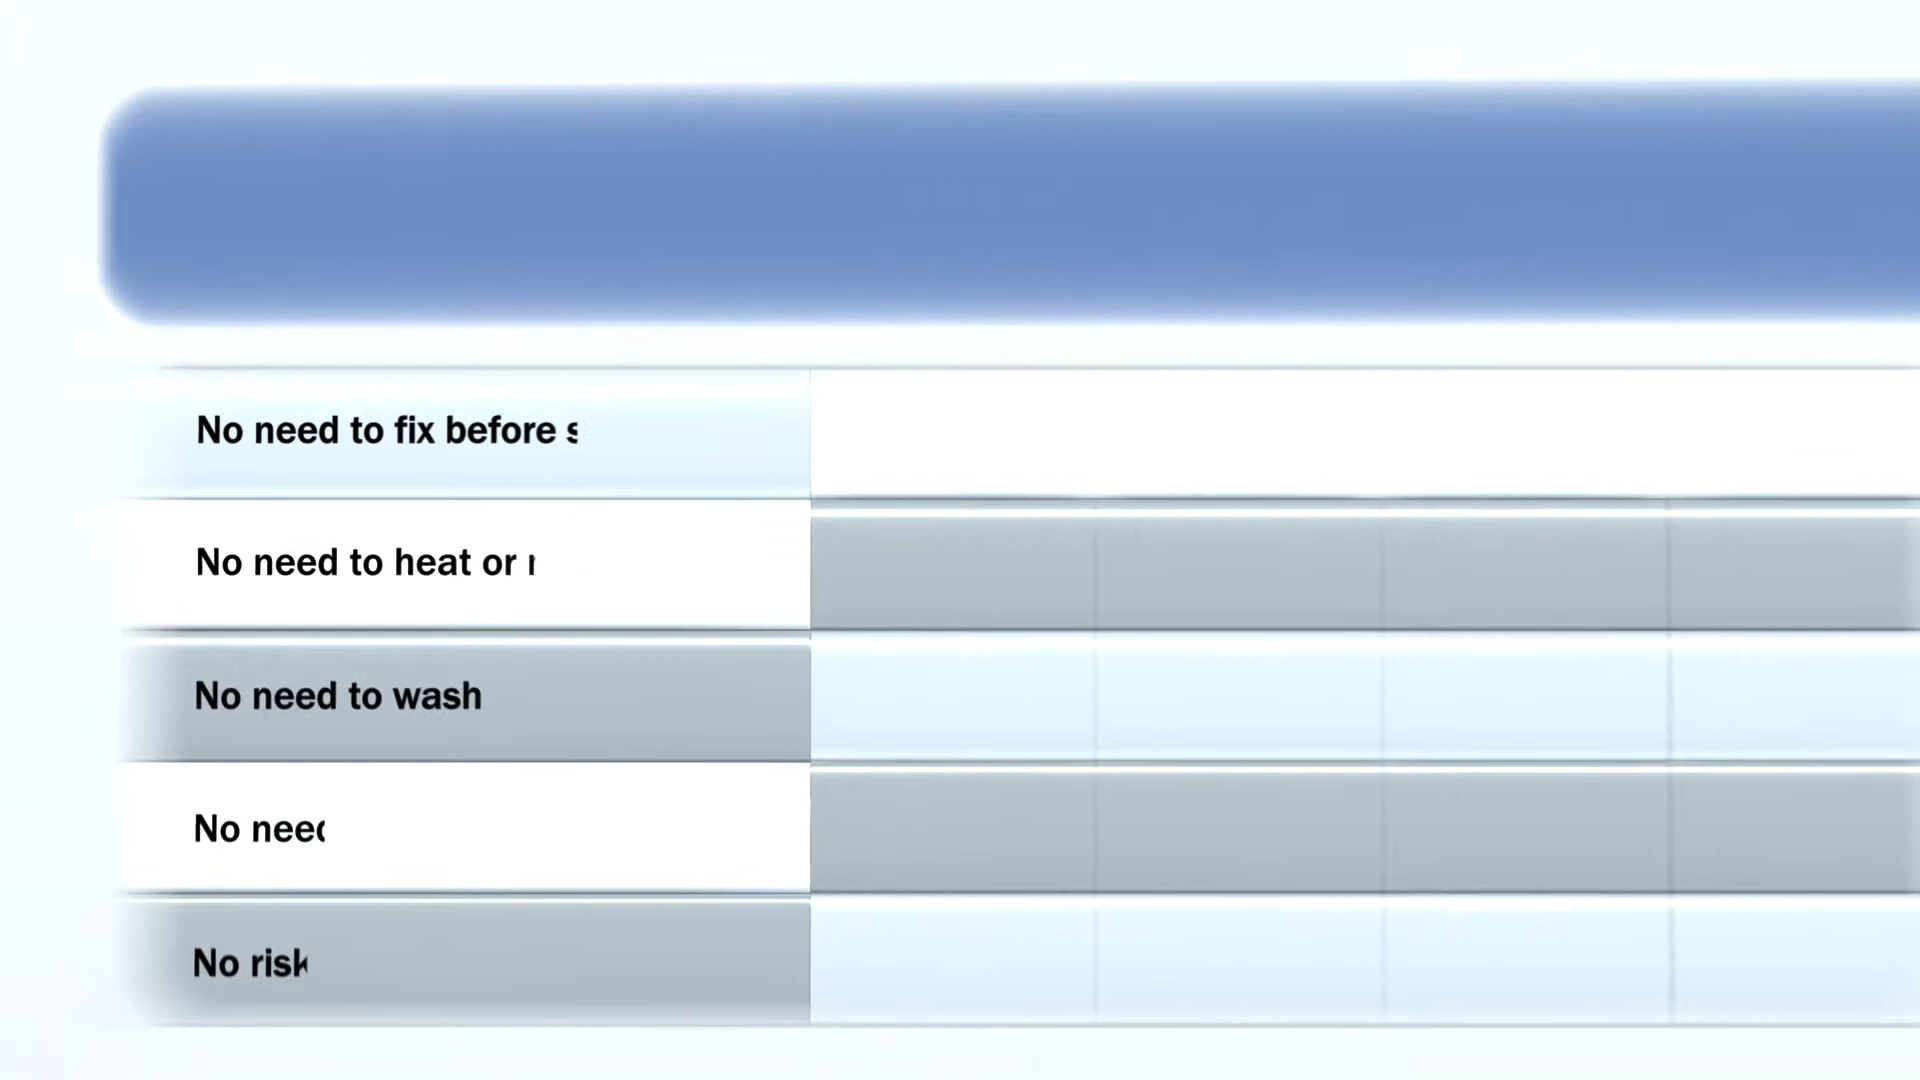 No need to fix before
No need to heat or
No need to wash
No need
No risk